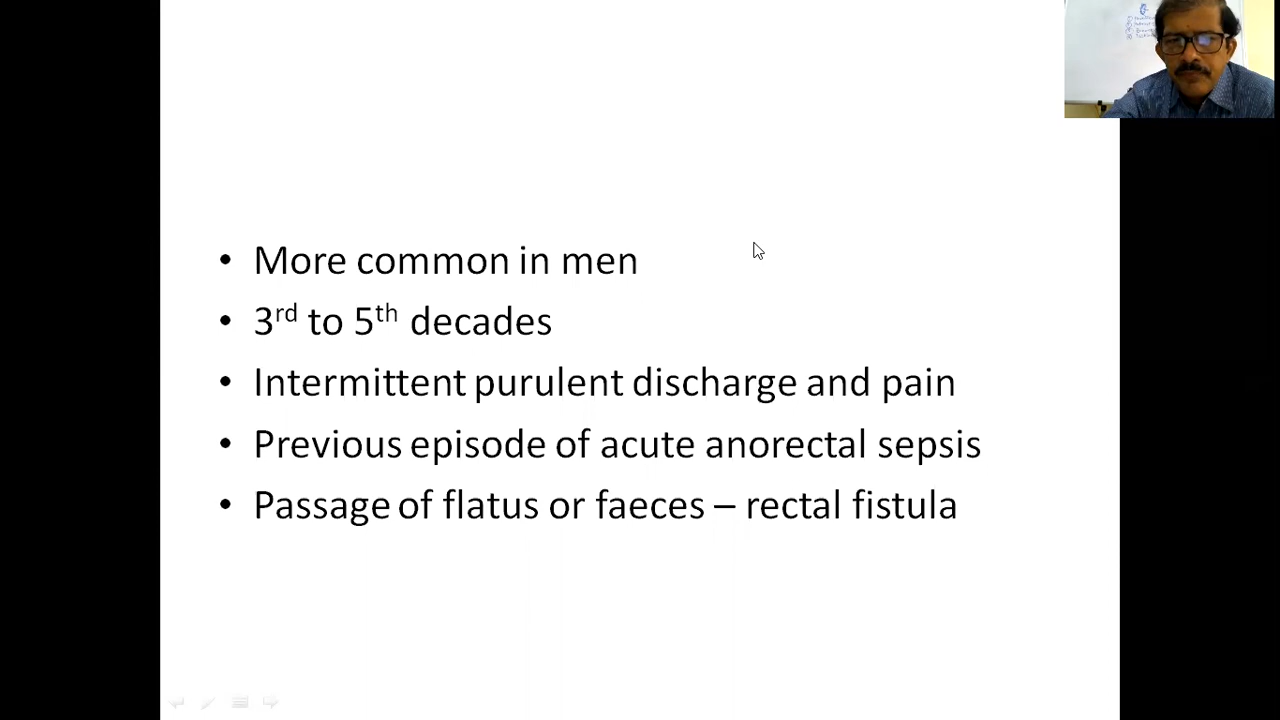 • More common in men
• 3rd to 5th decades
• Intermittent purulent discharge and pain
• Previous episode of acute anorectal sepsis
• Passage of flatus or faeces – rectal fistula